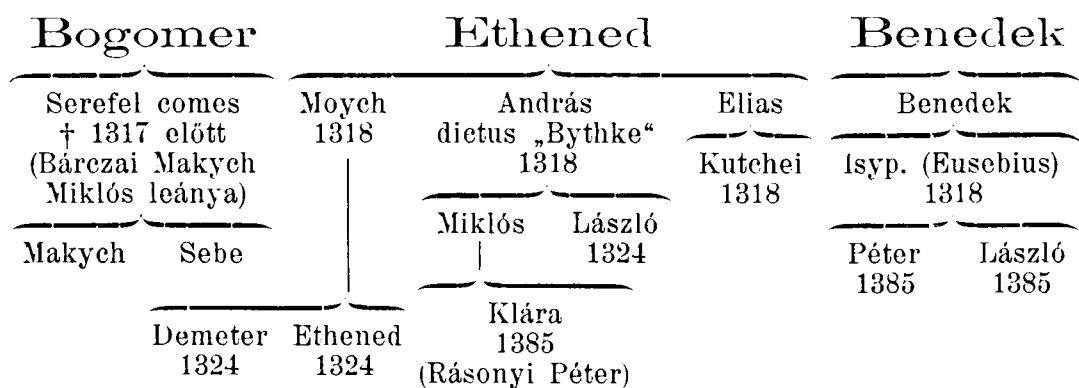 Bogomer Ethened Benedek
Serefel comes Moych András Elias Benedek
† 1317 előtt 1318 dictus „Bythke“ Kutchei Isyp. (Eusebius)
(Bárczai Makych 1318 1318 1318
Miklós leánya) Miklós László Péter László
Makych Sebe 1324 1385 1385
Demeter Ethened Klára
1324 1324 1385
(Rásonyi Péter)